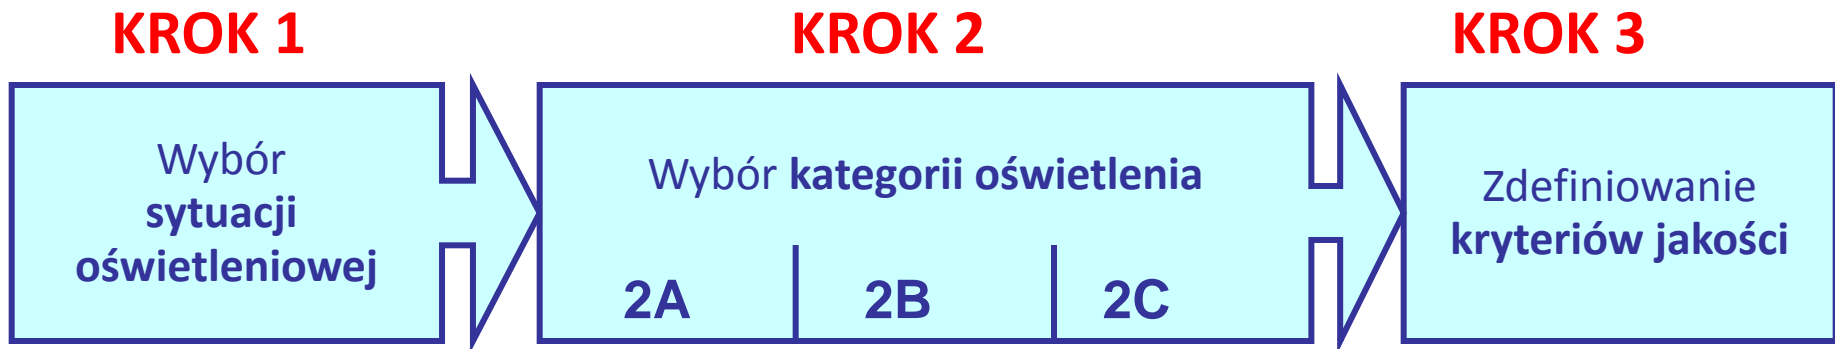 KROK 1
KROK 2
KROK 3
Wybór
sytuacji
oświetleniowej
Wybór kategorii oświetlenia
2A
2B
2C
Zdefiniowanie
kryteriów jakości